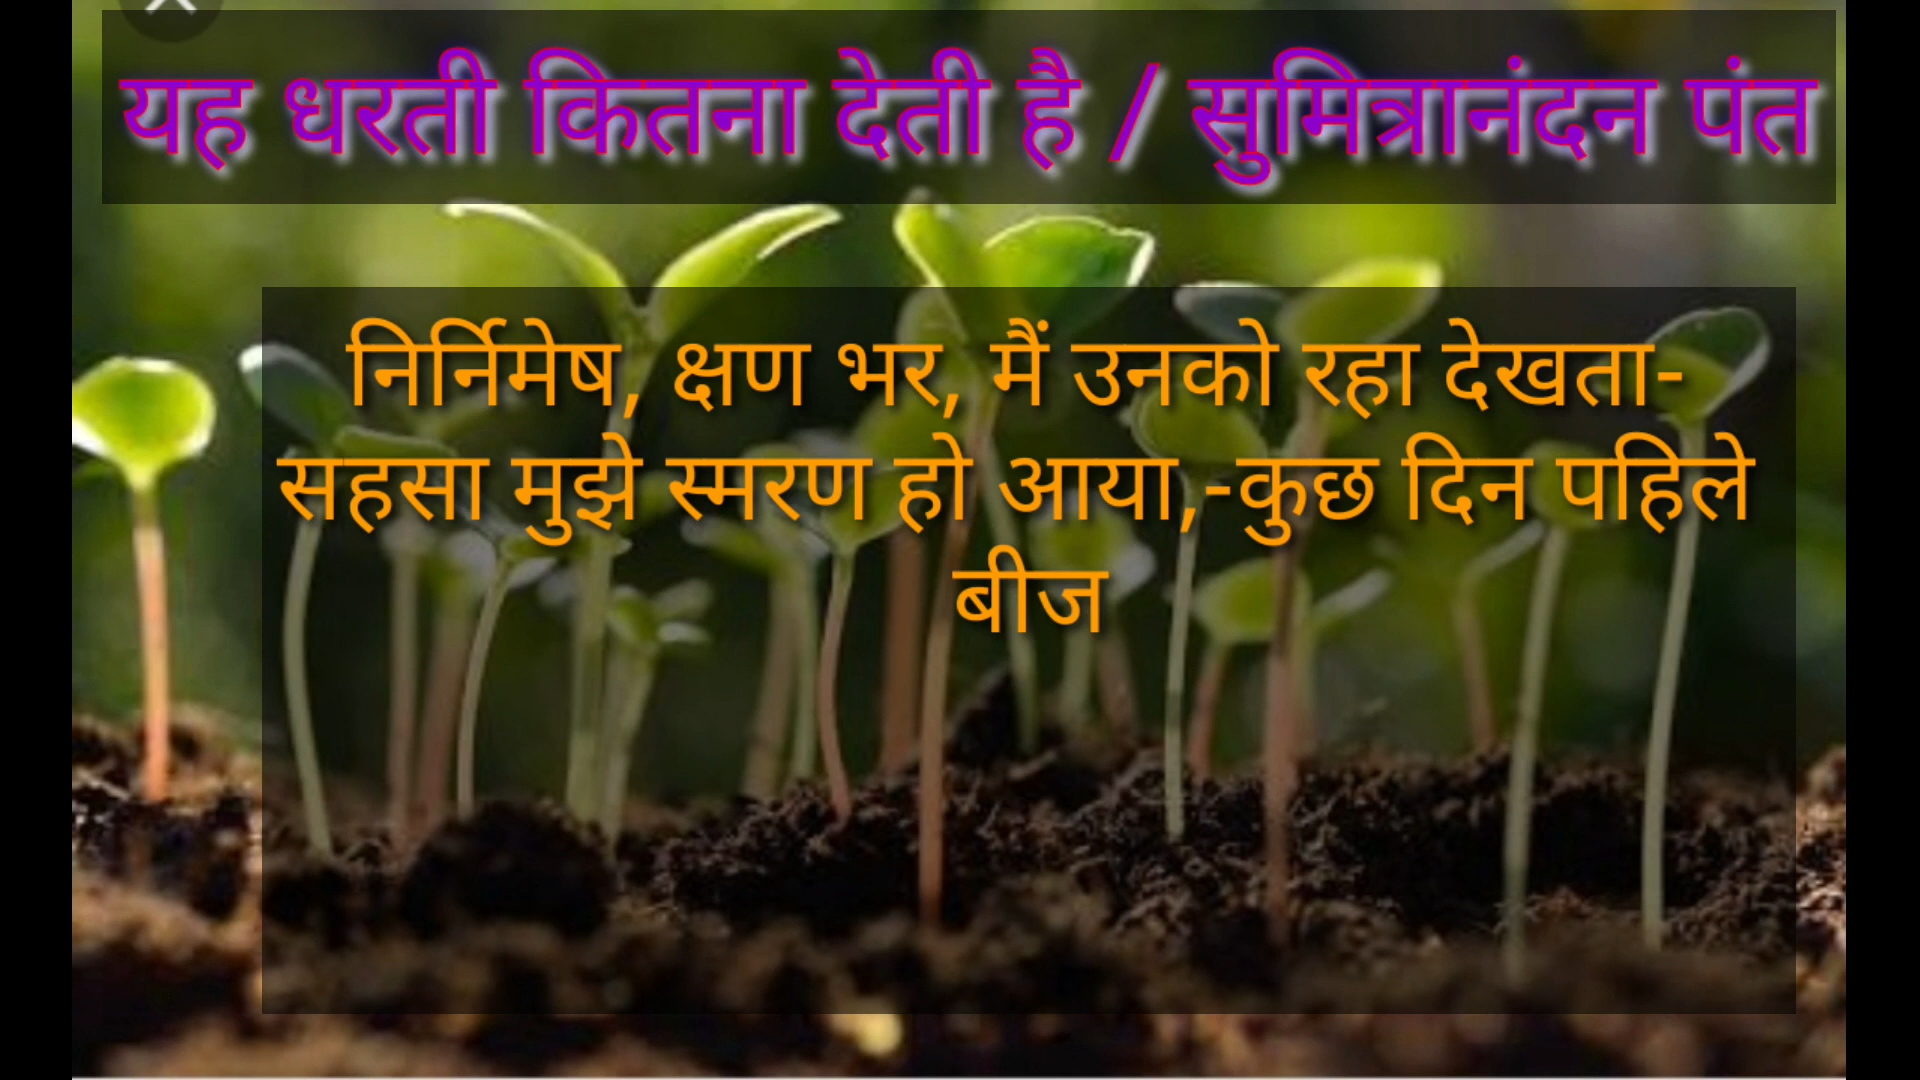 यह धरती कितना देती है / सुमित्रानंदन पंत
निर्निमेष, क्षण भर, मैं उनको रहा देखता-
सहसा मुझे स्मरण हो आया,-कुछ दिन पहिले
बीज